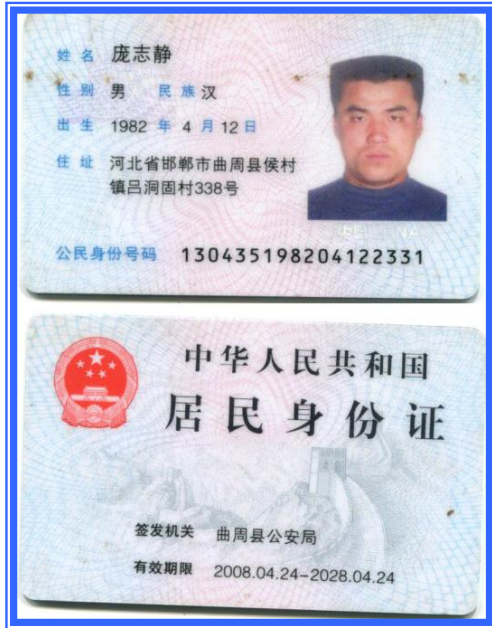 姓名 庞志静
性别 男 民族 汉
出生 1982 年 4 月 12 日
住址 河北省邯郸市曲周县侯村
镇吕洞固村338号
公民身份号码 130435198204122331
中华人民共和国
居民身份证
签发机关 曲周县公安局
有效期限 2008.04.24-2028.04.24